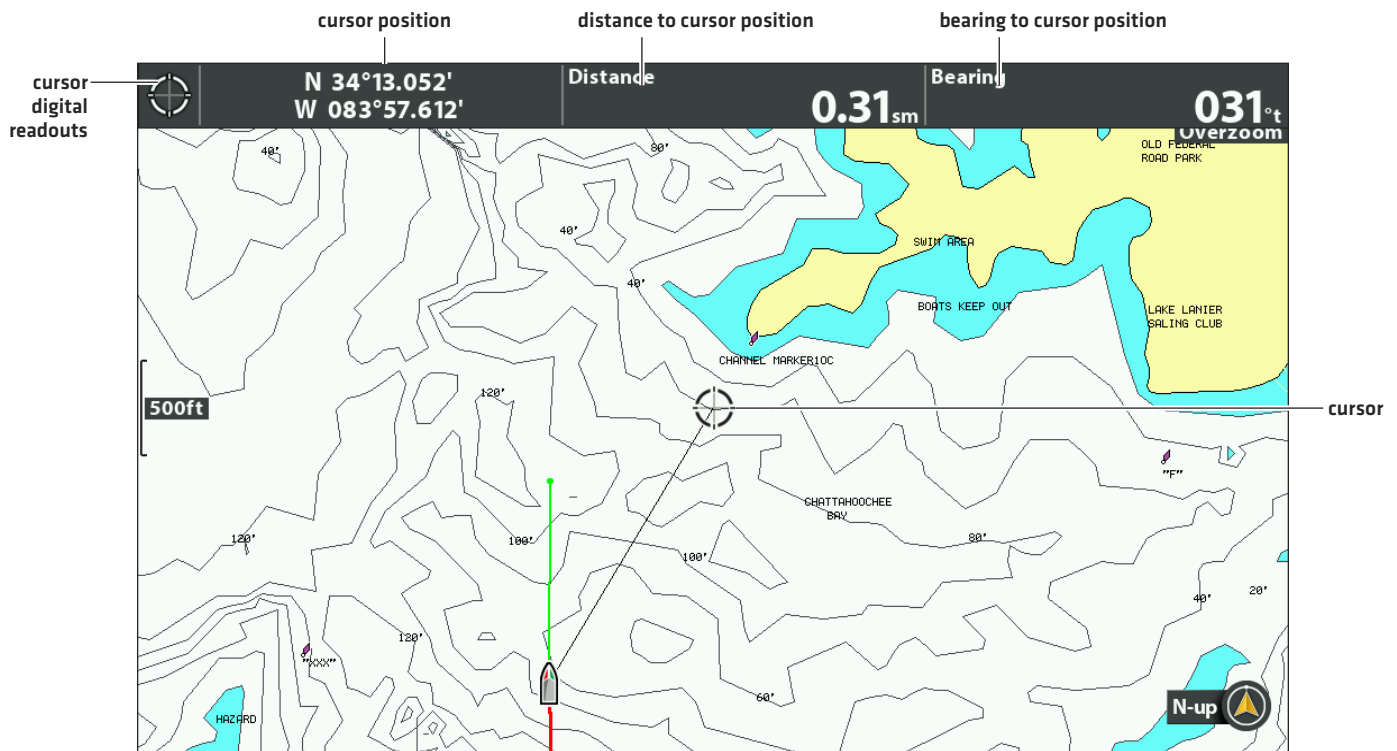 cursor position
distance to cursor position
bearing to cursor position
cursor
digital
readouts
N 34°13.052'
W 083°57.612'
Distance
0.31sm
Bearing
031°t
Overzoom
OLD FEDERAL
ROAD PARK
40'
80'
40'
SWIM AREA
40'
BOATS KEEP OUT
LAKE LANIER
SALING CLUB
CHANNEL MARKER10C
120'
500ft
cursor
"F"
CHATTAHOOCHEE
BAY
120'
100'
100'
80'
40'
20'
120'
"XXX"
60'
N-up
HAZARD